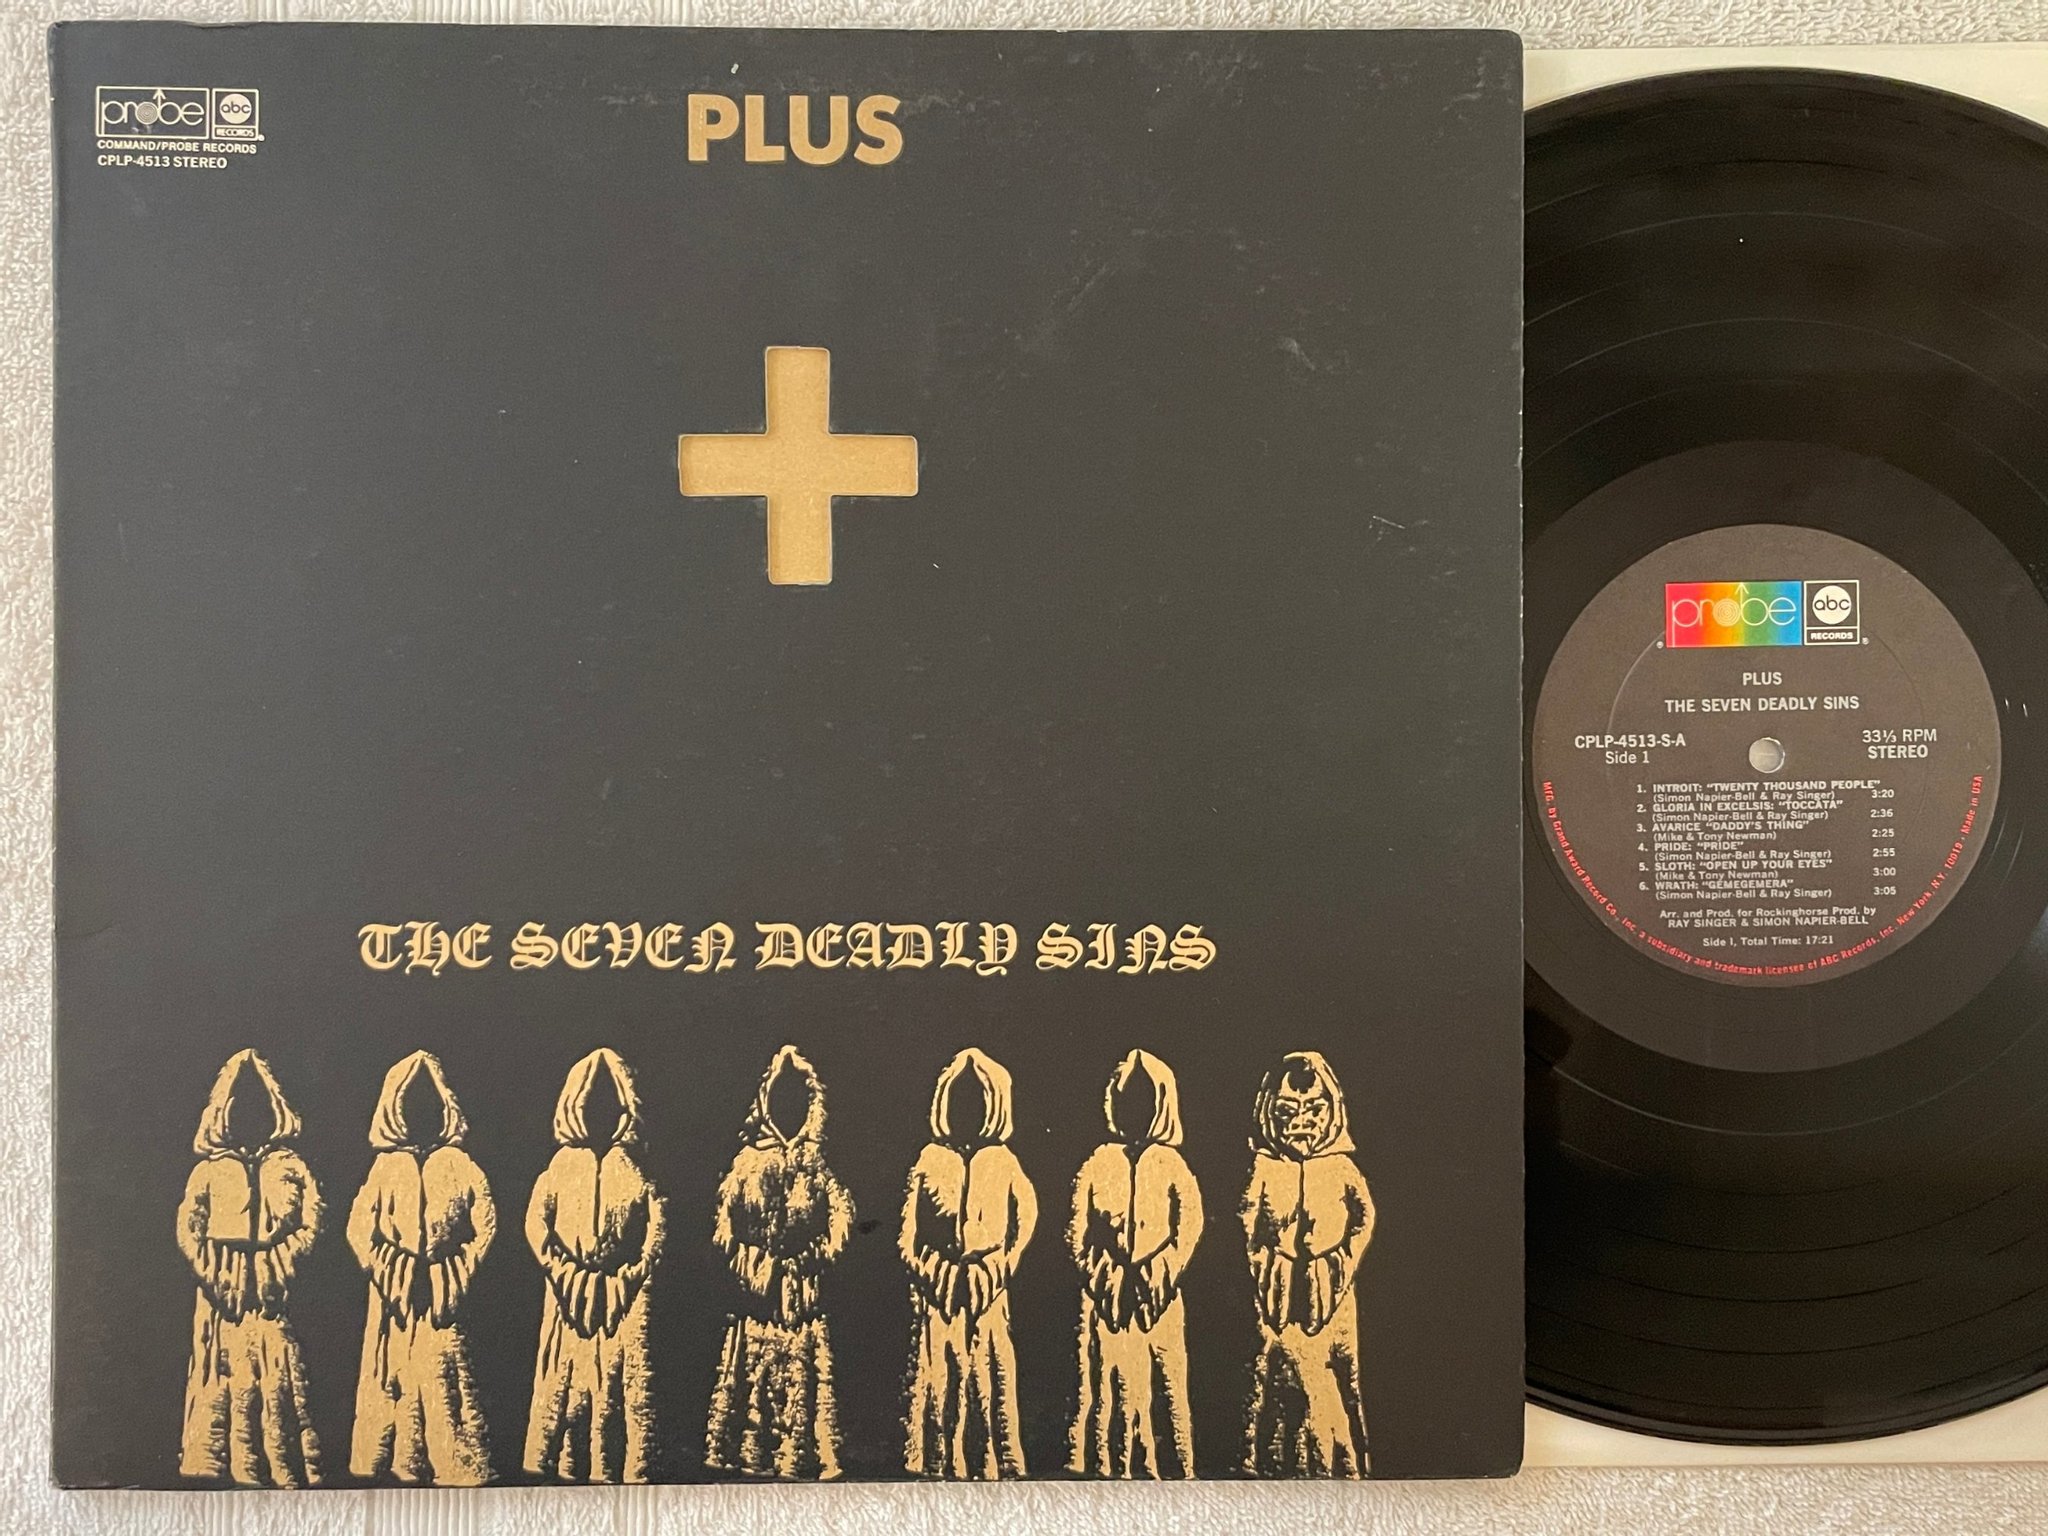 probe abc
RECORDS
COMMAND/PROBE RECORDS
CPLP-4513 STEREO
PLUS
THE SEVEN DEADLY SINS
probe abc
RECORDS
PLUS
THE SEVEN DEADLY SINS
CPLP-4513-S-A
Side 1
33⅓ RPM
STEREO
1. INTROIT: "TWENTY THOUSAND PEOPLE"
(Simon Napier-Bell & Ray Singer) 3:20
2. GLORIA IN EXCELSIS: "TOCCATA"
(Simon Napier-Bell & Ray Singer) 2:36
3. AVARICE "DADDY'S THING"
(Mike & Tony Newman) 2:25
4. PRIDE: "PRIDE"
(Simon Napier-Bell & Ray Singer) 2:55
5. SLOTH: "OPEN UP YOUR EYES"
(Mike & Tony Newman) 3:00
6. WRATH: "GEMEGEMERA"
(Simon Napier-Bell & Ray Singer) 3:05
Arr. and Prod. for Rockinghorse Prod. by
RAY SINGER & SIMON NAPIER-BELL
Side I, Total Time: 17:21
MFG. by Grand Award Record Co., Inc. a subsidiary and trademark licensee of ABC Records, Inc. New York, N.Y. 10019 • Made in USA